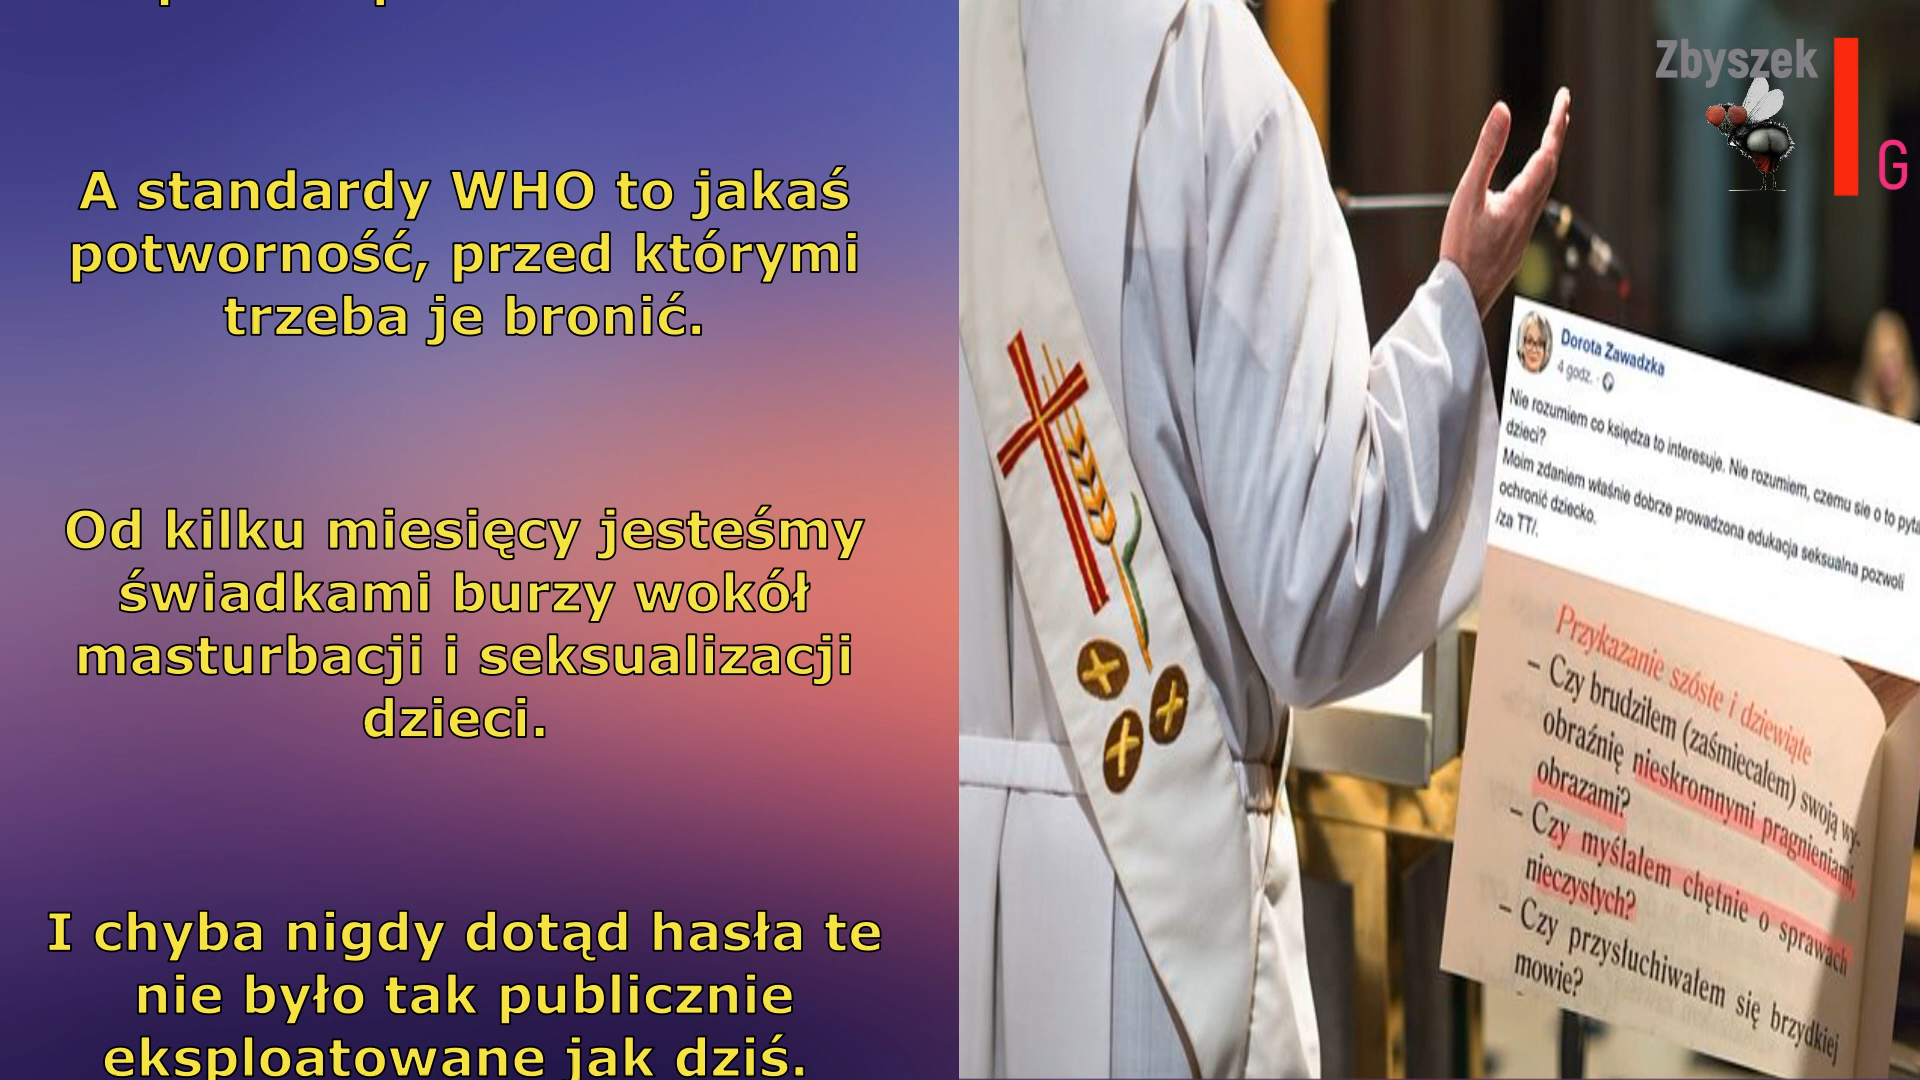 A standardy WHO to jakaś
potworność, przed którymi
trzeba je bronić.
Od kilku miesięcy jesteśmy
świadkami burzy wokół
masturbacji i seksualizacji
dzieci.
I chyba nigdy dotąd hasła te
nie było tak publicznie
eksploatowane jak dziś.
Zbyszek
G
Dorota Zawadzka
4 godz.
Nie rozumiem co księdza to interesuje. Nie rozumiem, czemu sie o to pyta
dzieci?
Moim zdaniem właśnie dobrze prowadzona edukacja seksualna pozwoli
ochronić dziecko.
/za TT/.
Przykazanie szóste i dziewiąte
– Czy brudziłem (zaśmiecałem) swoją wy-
obraźnię nieskromnymi pragnieniami,
obrazami?
– Czy myślałem chętnie o sprawach
nieczystych?
– Czy przysłuchiwałem się brzydkiej
mowie?